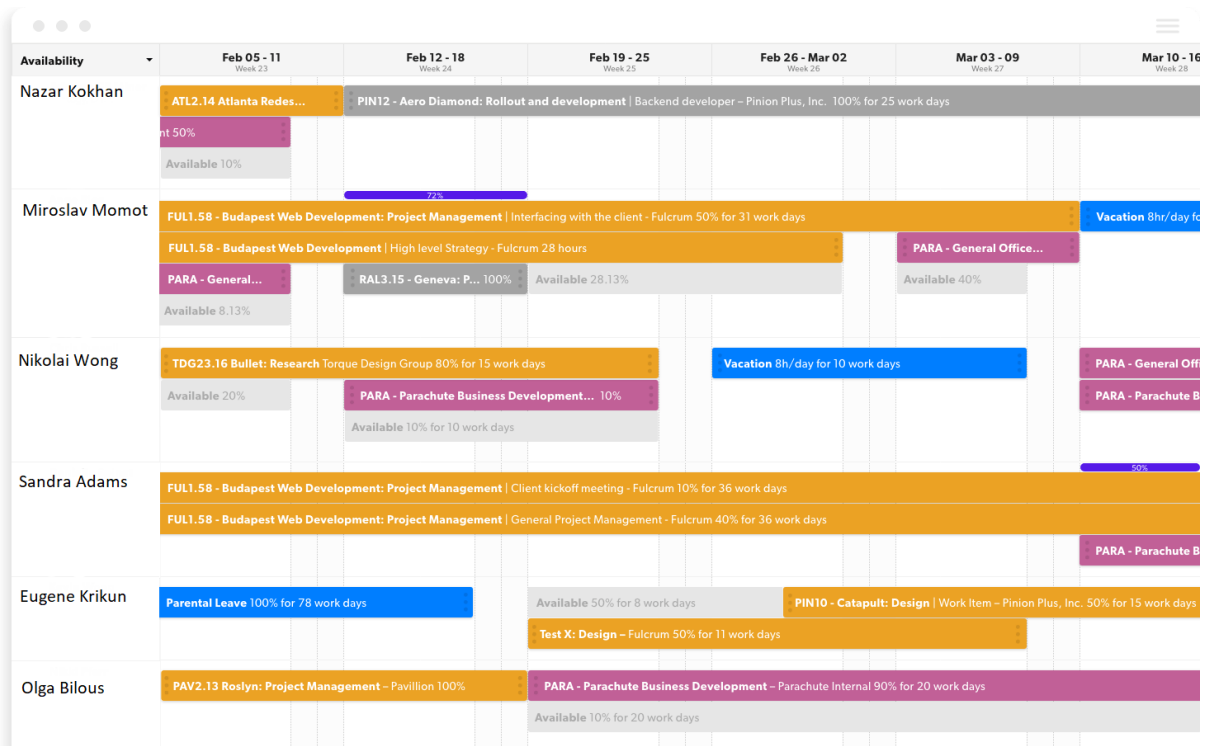 Availability
Feb 05 - 11
Week 23
Feb 12 - 18
Week 24
Feb 19 - 25
Week 25
Feb 26 - Mar 02
Week 26
Mar 03 - 09
Week 27
Mar 10 - 16
Week 28
Nazar Kokhan
ATL2.14 Atlanta Redes...
PIN12 - Aero Diamond: Rollout and development | Backend developer – Pinion Plus, Inc. 100% for 25 work days
nt 50%
Available 10%
72%
Miroslav Momot
FUL1.58 - Budapest Web Development: Project Management | Interfacing with the client - Fulcrum 50% for 31 work days
Vacation 8hr/day fo
FUL1.58 - Budapest Web Development | High level Strategy - Fulcrum 28 hours
PARA - General Office...
PARA - General...
RAL3.15 - Geneva: P... 100%
Available 28.13%
Available 40%
Available 8.13%
Nikolai Wong
TDG23.16 Bullet: Research Torque Design Group 80% for 15 work days
Vacation 8h/day for 10 work days
PARA - General Offi
Available 20%
PARA - Parachute Business Development... 10%
PARA - Parachute B
Available 10% for 10 work days
50%
Sandra Adams
FUL1.58 - Budapest Web Development: Project Management | Client kickoff meeting - Fulcrum 10% for 36 work days
FUL1.58 - Budapest Web Development: Project Management | General Project Management - Fulcrum 40% for 36 work days
PARA - Parachute B
Eugene Krikun
Parental Leave 100% for 78 work days
Available 50% for 8 work days
PIN10 - Catapult: Design | Work Item – Pinion Plus, Inc. 50% for 15 work days
Test X: Design – Fulcrum 50% for 11 work days
Olga Bilous
PAV2.13 Roslyn: Project Management – Pavillion 100%
PARA - Parachute Business Development – Parachute Internal 90% for 20 work days
Available 10% for 20 work days